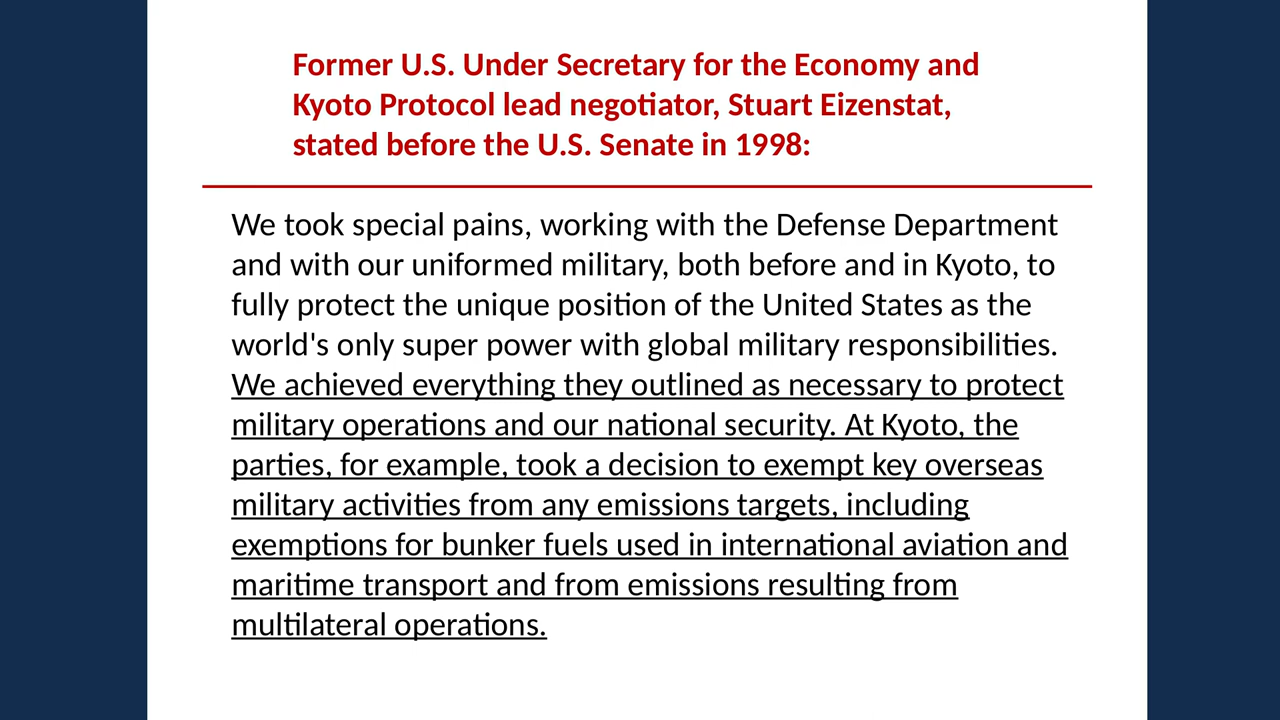 Former U.S. Under Secretary for the Economy and
Kyoto Protocol lead negotiator, Stuart Eizenstat,
stated before the U.S. Senate in 1998:
We took special pains, working with the Defense Department
and with our uniformed military, both before and in Kyoto, to
fully protect the unique position of the United States as the
world's only super power with global military responsibilities.
We achieved everything they outlined as necessary to protect
military operations and our national security. At Kyoto, the
parties, for example, took a decision to exempt key overseas
military activities from any emissions targets, including
exemptions for bunker fuels used in international aviation and
maritime transport and from emissions resulting from
multilateral operations.